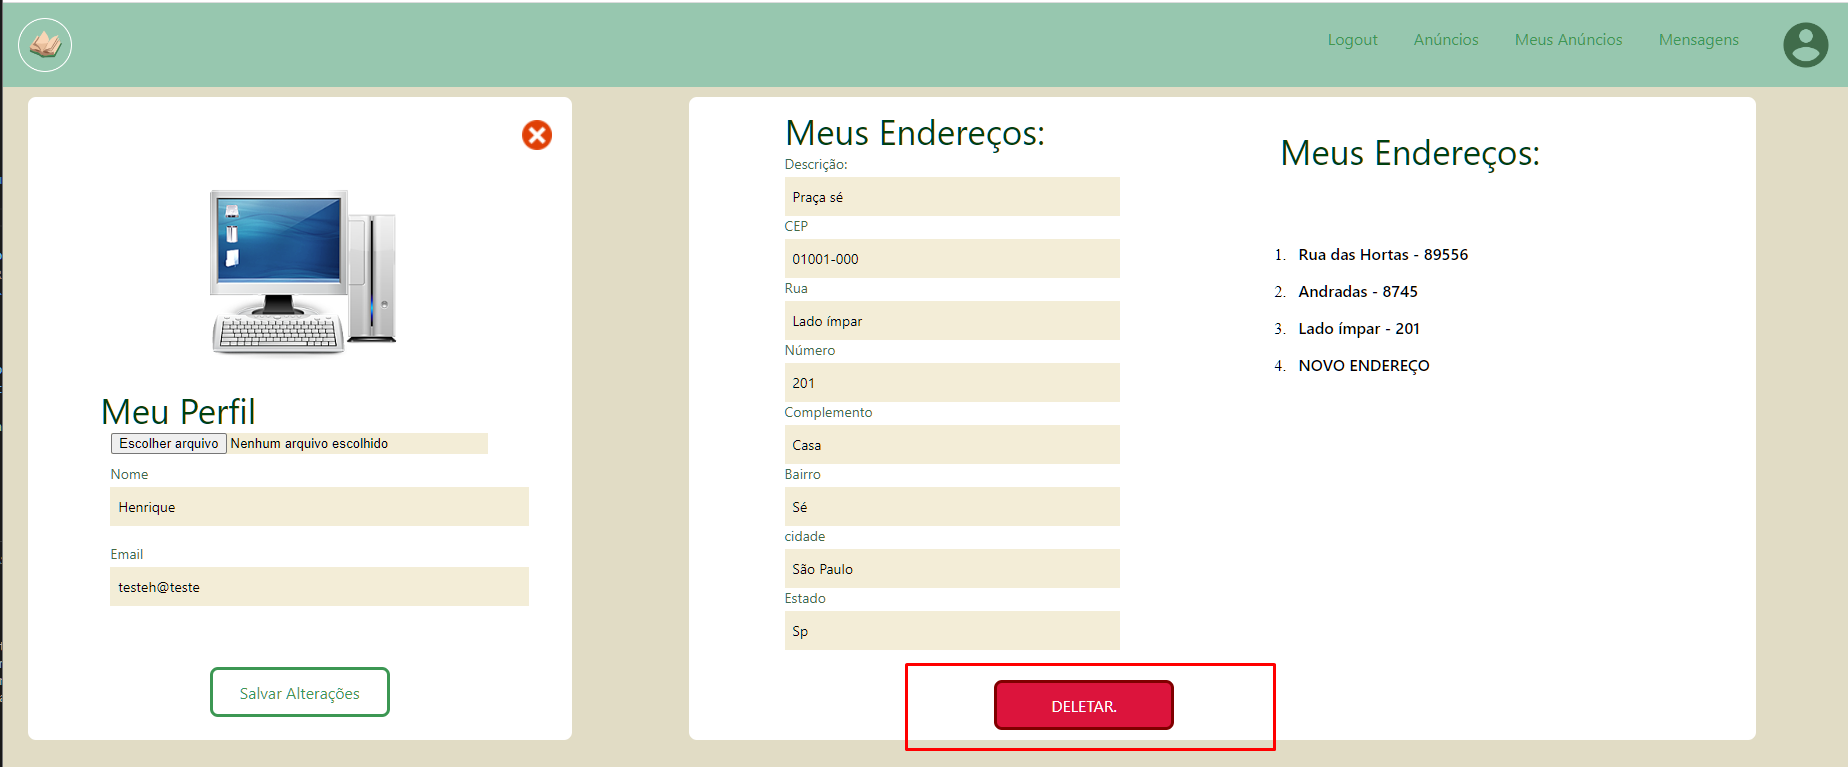 Logout Anúncios Meus Anúncios Mensagens
Meu Perfil
Escolher arquivo Nenhum arquivo escolhido
Nome
Henrique
Email
testeh@teste
Salvar Alterações
Meus Endereços:
Descrição:
Praça sé
CEP
01001-000
Rua
Lado ímpar
Número
201
Complemento
Casa
Bairro
Sé
cidade
São Paulo
Estado
Sp
DELETAR.
Meus Endereços:
1. Rua das Hortas - 89556
2. Andradas - 8745
3. Lado ímpar - 201
4. NOVO ENDEREÇO